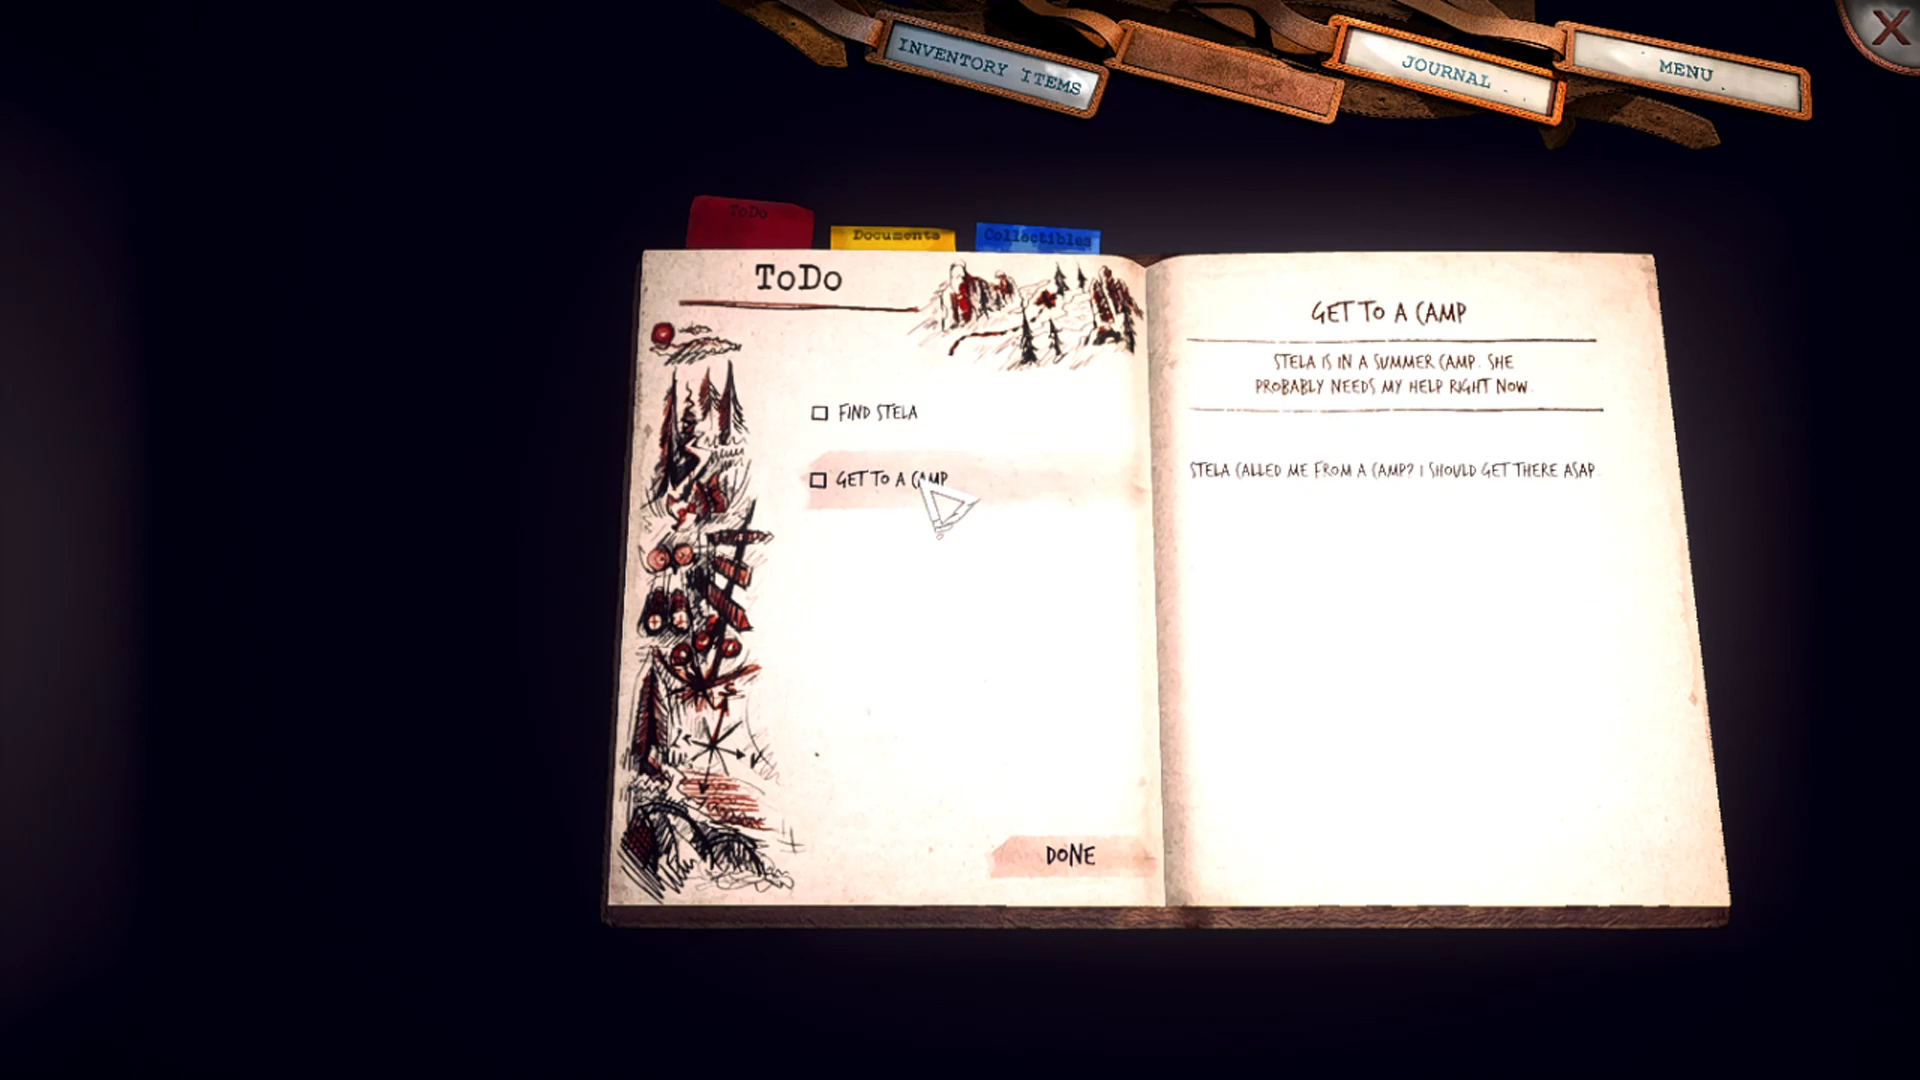 INVENTORY ITEMS
JOURNAL
MENU
X
ToDo
Documents
Collectibles
ToDo
FIND STELA
GET TO A CAMP
DONE
GET TO A CAMP
STELA IS IN A SUMMER CAMP. SHE
PROBABLY NEEDS MY HELP RIGHT NOW.
STELA CALLED ME FROM A CAMP? I SHOULD GET THERE ASAP.